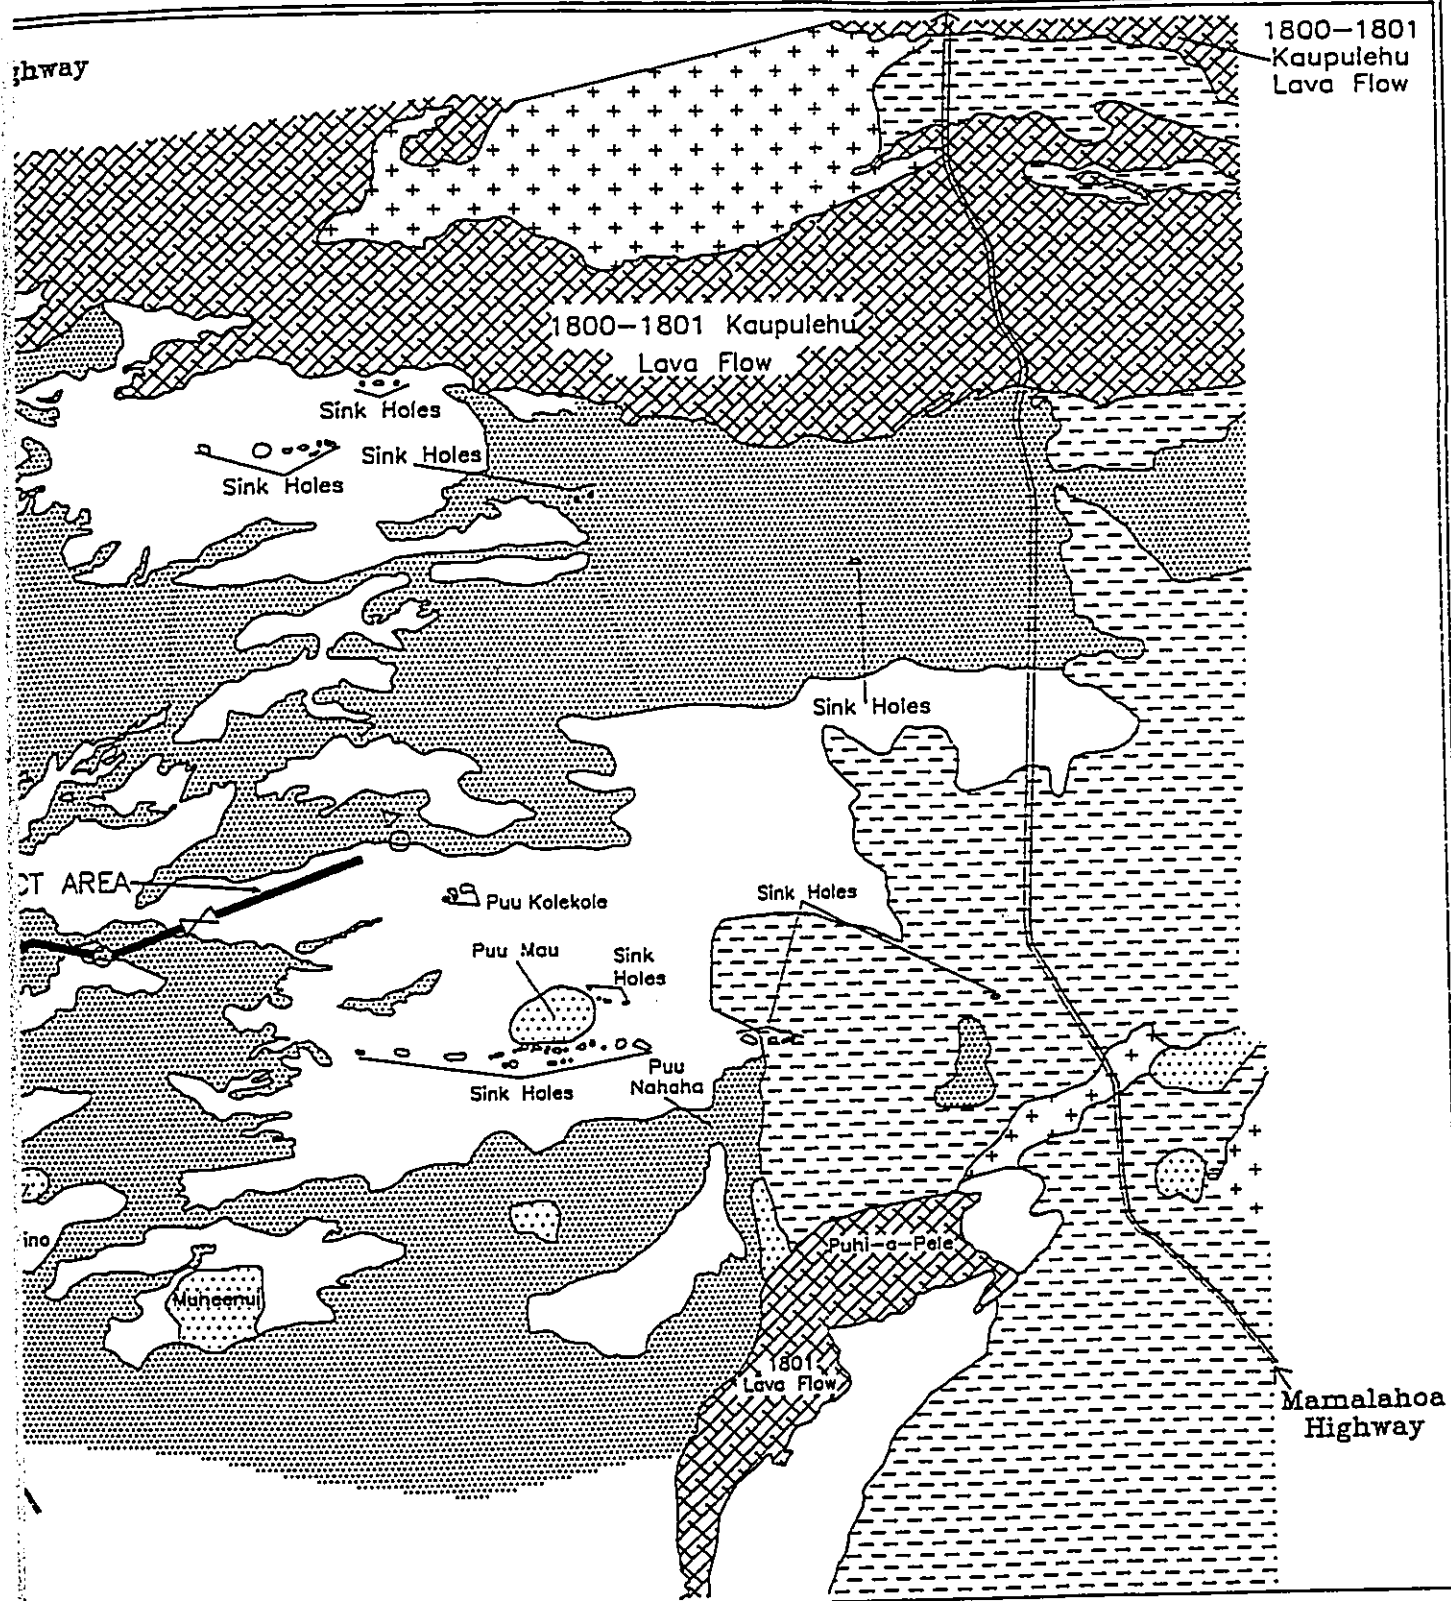 1800-1801
Kaupulehu
Lava Flow
ghway
1800-1801 Kaupulehu
Lava Flow
Sink Holes
Sink Holes
Sink Holes
Sink Holes
CT AREA
Puu Kolekole
Sink Holes
Puu Mau
Sink
Holes
Sink Holes
Puu
Nahaha
ino
Puhi-a-Pele
Muheenui
1801
Lava Flow
Mamalahoa
Highway